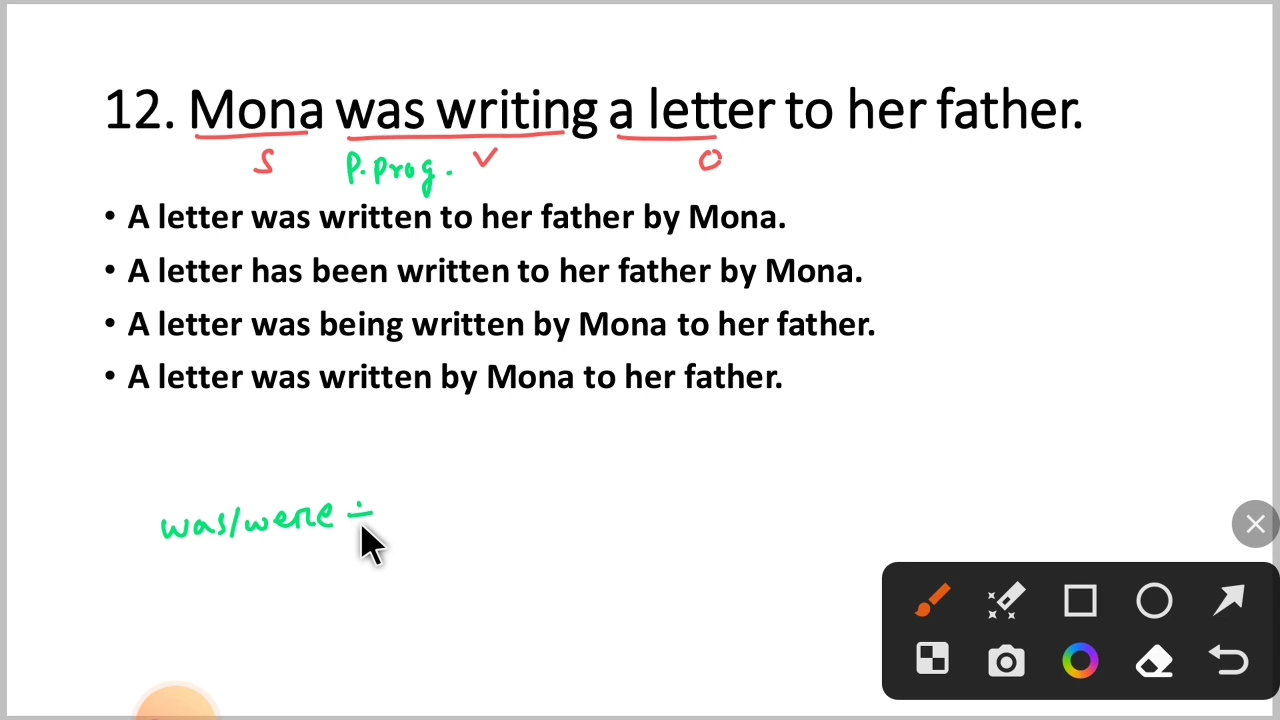 12. Mona was writing a letter to her father.
S P. Prog. V O
• A letter was written to her father by Mona.
• A letter has been written to her father by Mona.
• A letter was being written by Mona to her father.
• A letter was written by Mona to her father.
was/were